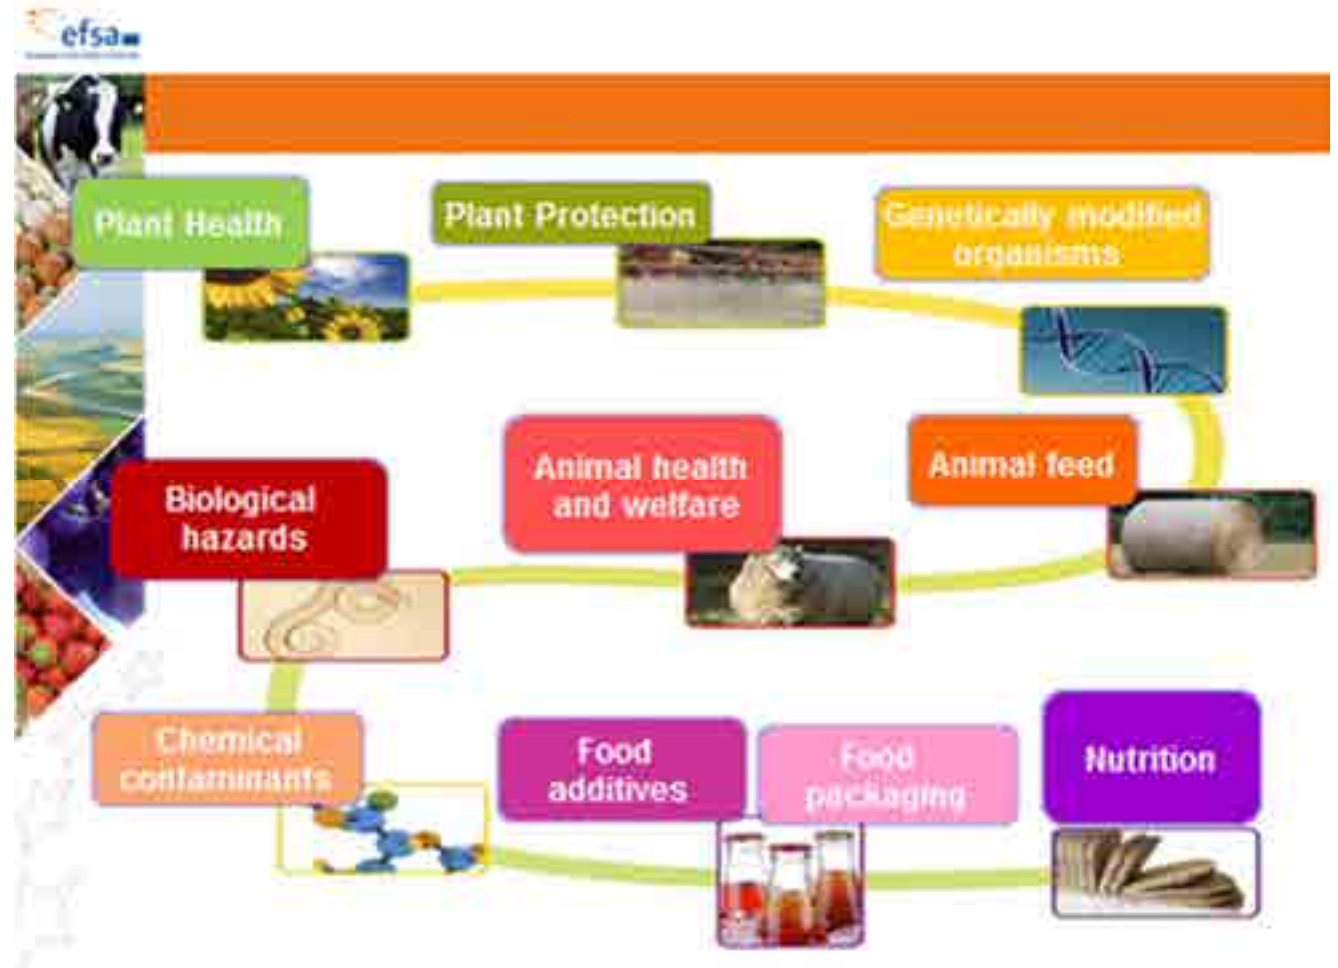 efsa
Plant Health
Plant Protection
Genetically modified
organisms
Biological
hazards
Animal health
and welfare
Animal feed
Chemical
contaminants
Food
additives
Food
packaging
Nutrition